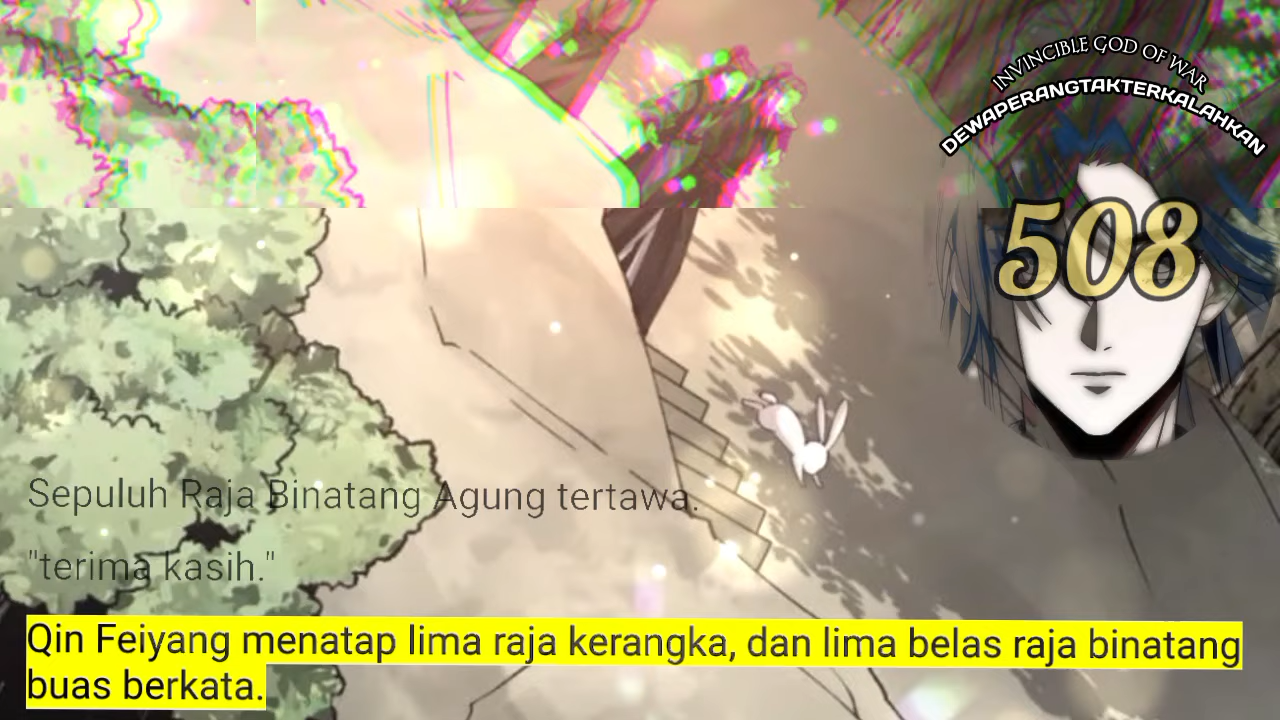 INVINCIBLE GOD OF WAR
DEWAPERANGTAKTERKALAHKAN
508
Sepuluh Raja Binatang Agung tertawa.
"terima kasih."
Qin Feiyang menatap lima raja kerangka, dan lima belas raja binatang
buas berkata.